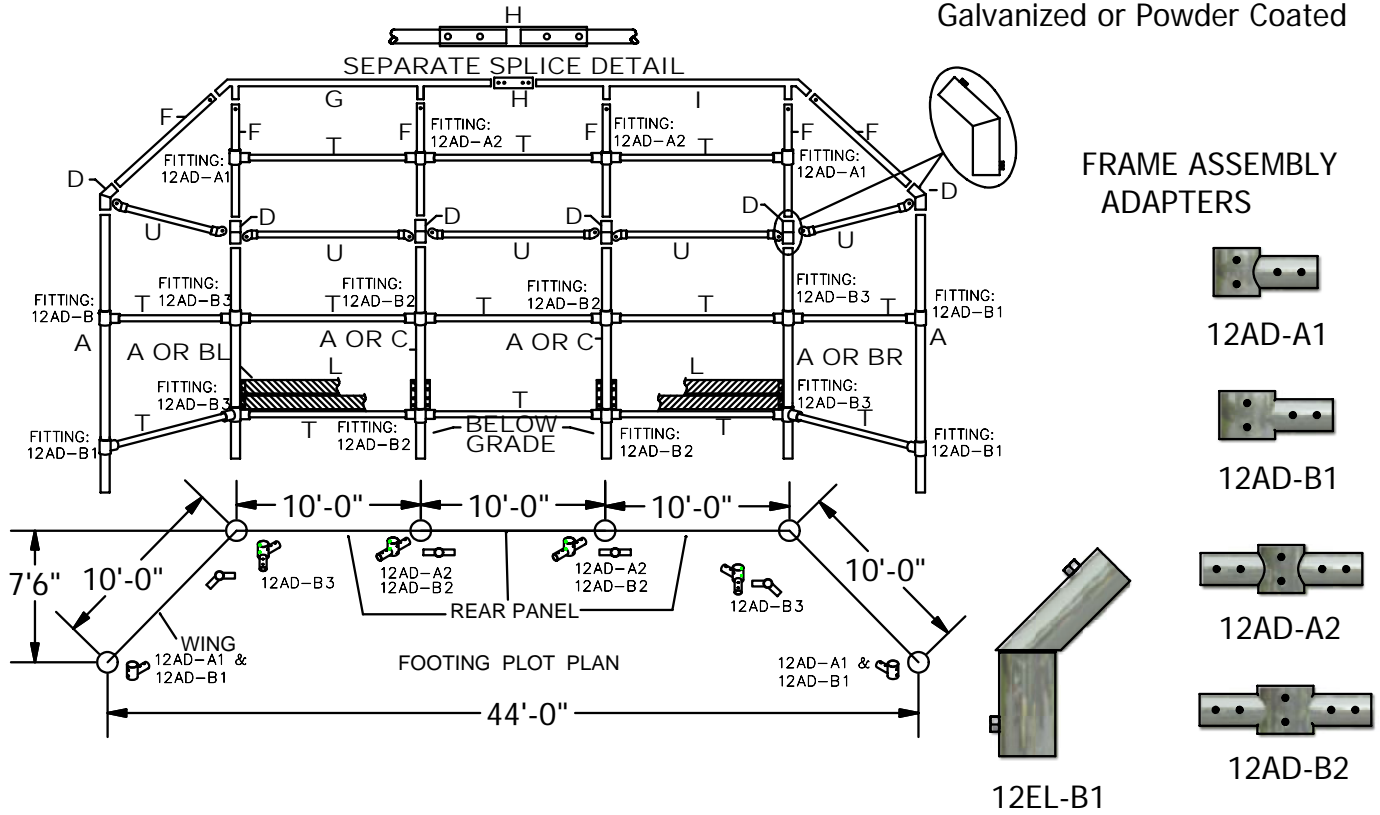 H
Galvanized or Powder Coated
SEPARATE SPLICE DETAIL
G
H
I
F
F
F
F
F
F
FITTING:
12AD-A2
FITTING:
12AD-A2
T
T
T
FITTING:
12AD-A1
FITTING:
12AD-A1
D
D
D
D
D
D
U
U
U
U
U
FITTING:
12AD-B
FITTING:
12AD-B3
FITTING:
12AD-B2
FITTING:
12AD-B2
FITTING:
12AD-B3
FITTING:
12AD-B1
T
T
T
T
T
A
A OR BL
A OR C
A OR C
A OR BR
A
L
L
FITTING:
12AD-B3
FITTING:
12AD-B3
T
T
T
T
T
FITTING:
12AD-B1
FITTING:
12AD-B2
BELOW
GRADE
FITTING:
12AD-B2
FITTING:
12AD-B1
10'-0"
10'-0"
10'-0"
7'6"
10'-0"
10'-0"
12AD-B3
12AD-A2
12AD-B2
12AD-A2
12AD-B2
12AD-B3
REAR PANEL
WING
12AD-A1 &
12AD-B1
FOOTING PLOT PLAN
12AD-A1 &
12AD-B1
44'-0"
FRAME ASSEMBLY
ADAPTERS
12AD-A1
12AD-B1
12AD-A2
12AD-B2
12EL-B1